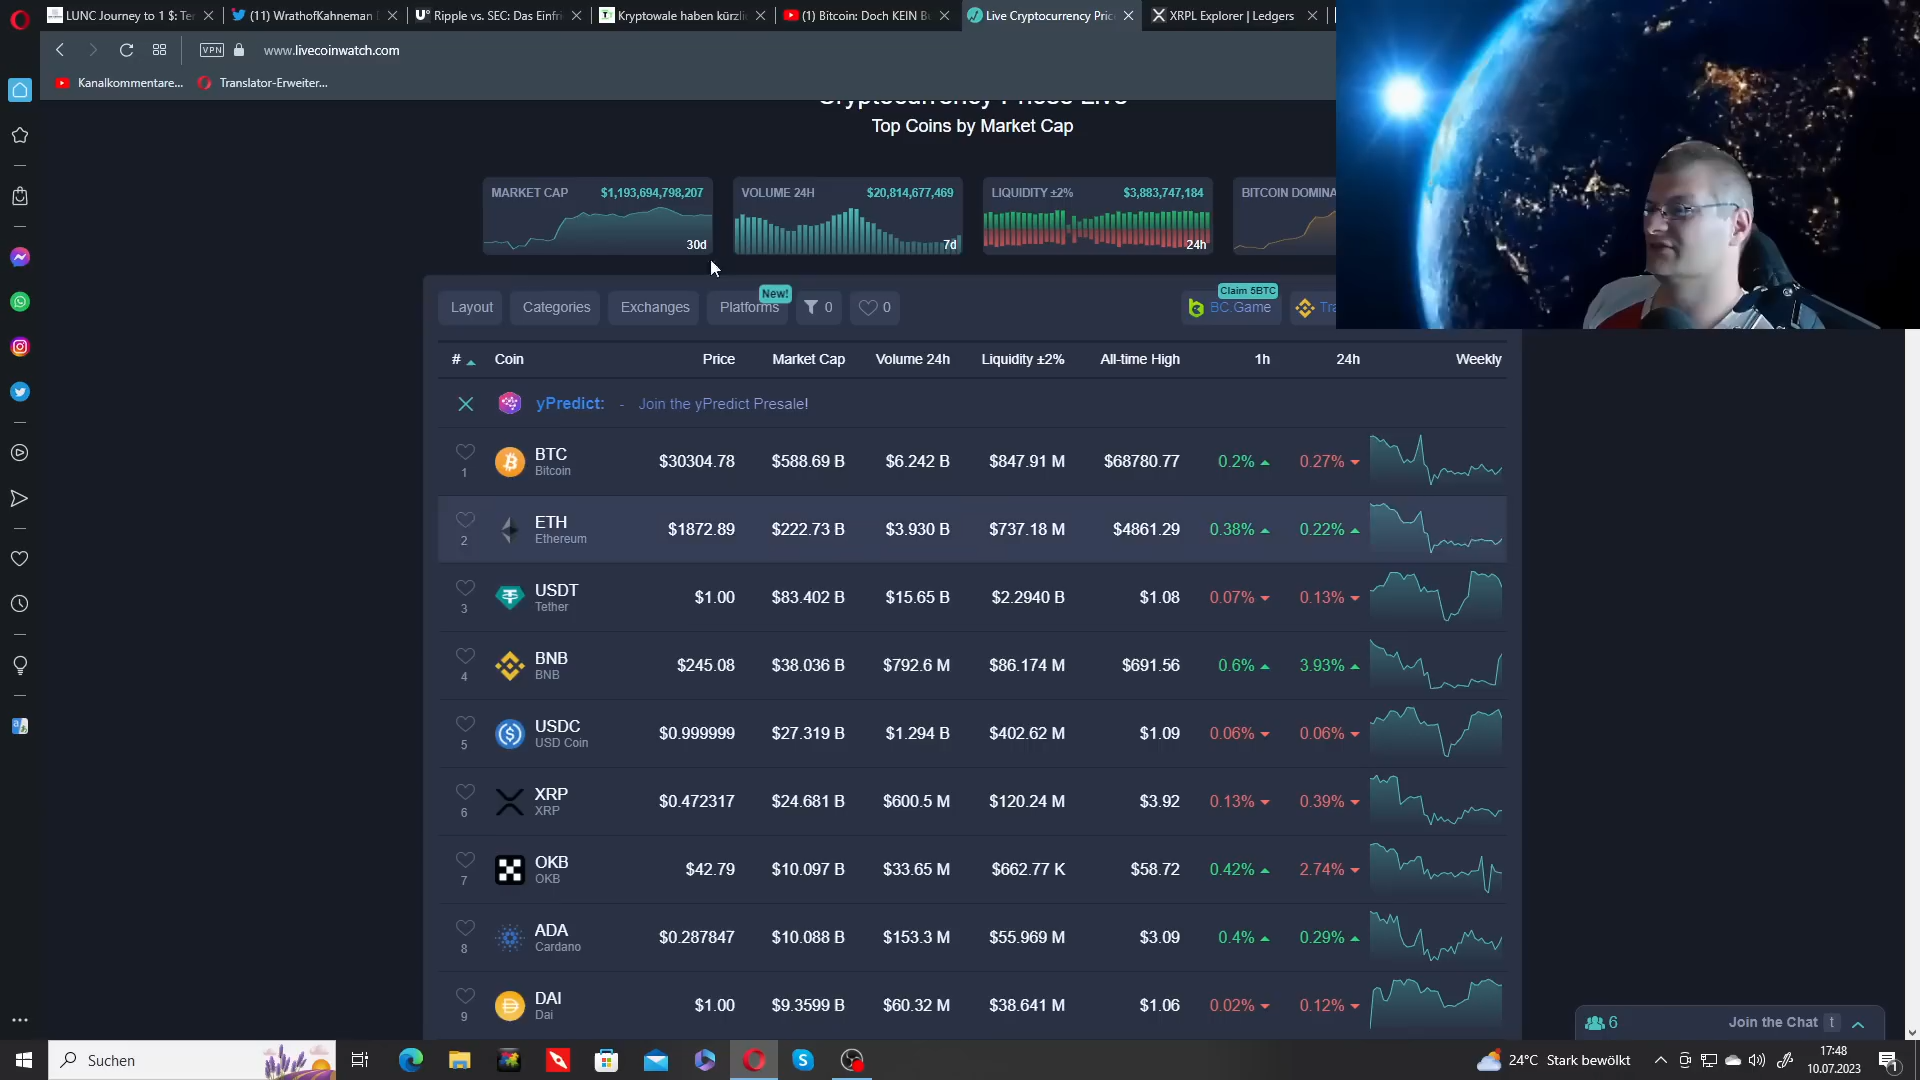 LUNC Journey to 1 $: Ter
(11) WrathofKahneman
Ripple vs. SEC: Das Einfri
Kryptowale haben kürzli
(1) Bitcoin: Doch KEIN B
Live Cryptocurrency Pric
XRPL Explorer | Ledgers
VPN
www.livecoinwatch.com
Kanalkommentare...
Translator-Erweiter...
Cryptocurrency Prices Live
Top Coins by Market Cap
MARKET CAP $1,193,694,798,207
30d
VOLUME 24H $20,814,677,469
7d
LIQUIDITY ±2% $3,883,747,184
24h
BITCOIN DOMINA
Layout
Categories
Exchanges
Platforms
New!
0
0
Claim 5BTC
BC.Game
Tra
# Coin Price Market Cap Volume 24h Liquidity ±2% All-time High 1h 24h Weekly
yPredict: - Join the yPredict Presale!
1 BTC Bitcoin $30304.78 $588.69 B $6.242 B $847.91 M $68780.77 0.2% 0.27%
2 ETH Ethereum $1872.89 $222.73 B $3.930 B $737.18 M $4861.29 0.38% 0.22%
3 USDT Tether $1.00 $83.402 B $15.65 B $2.2940 B $1.08 0.07% 0.13%
4 BNB BNB $245.08 $38.036 B $792.6 M $86.174 M $691.56 0.6% 3.93%
5 USDC USD Coin $0.999999 $27.319 B $1.294 B $402.62 M $1.09 0.06% 0.06%
6 XRP XRP $0.472317 $24.681 B $600.5 M $120.24 M $3.92 0.13% 0.39%
7 OKB OKB $42.79 $10.097 B $33.65 M $662.77 K $58.72 0.42% 2.74%
8 ADA Cardano $0.287847 $10.088 B $153.3 M $55.969 M $3.09 0.4% 0.29%
9 DAI Dai $1.00 $9.3599 B $60.32 M $38.641 M $1.06 0.02% 0.12%
6 Join the Chat t
Suchen
24°C Stark bewölkt
17:48
10.07.2023
1